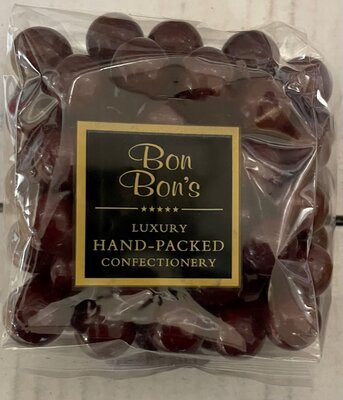 Bon
Bon's
★★★★★
LUXURY
HAND-PACKED
CONFECTIONERY